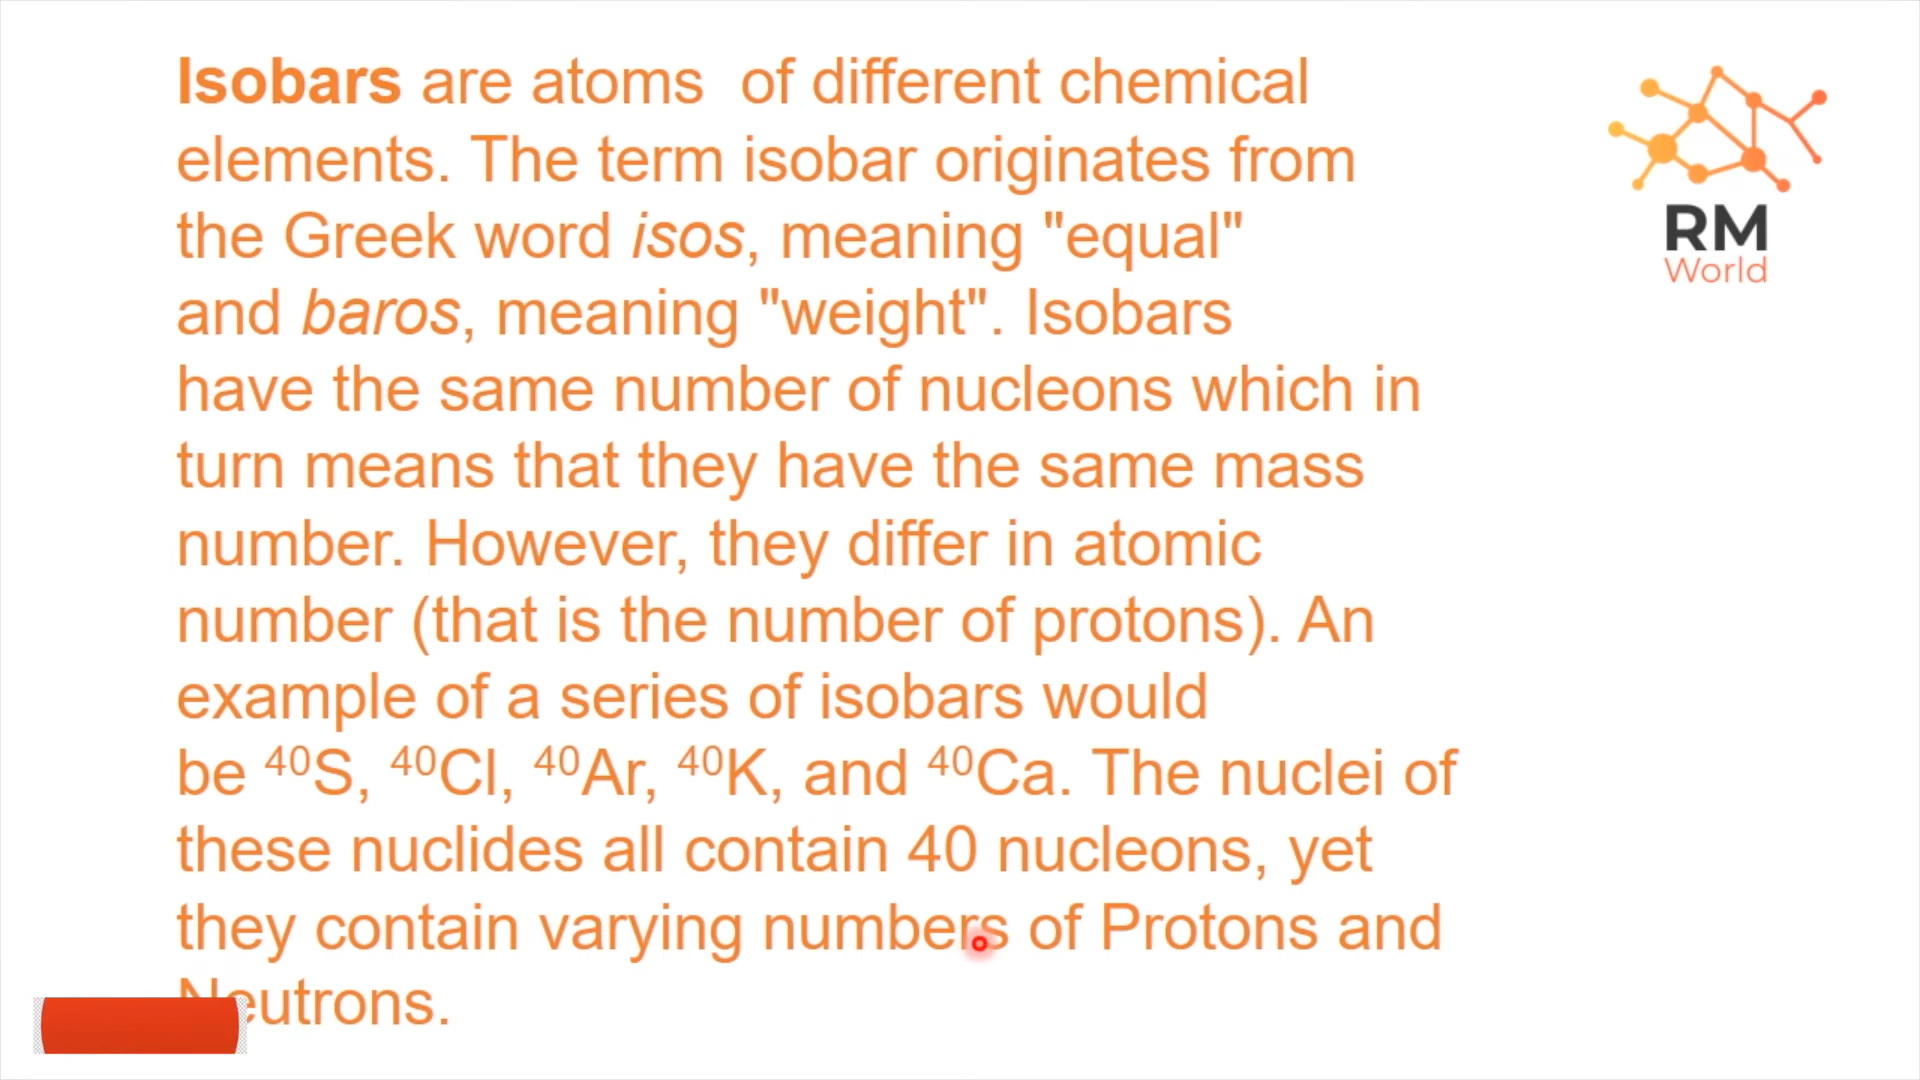 Isobars are atoms of different chemical
elements. The term isobar originates from
the Greek word isos, meaning "equal"
and baros, meaning "weight". Isobars
have the same number of nucleons which in
turn means that they have the same mass
number. However, they differ in atomic
number (that is the number of protons). An
example of a series of isobars would
be ⁴⁰S, ⁴⁰Cl, ⁴⁰Ar, ⁴⁰K, and ⁴⁰Ca. The nuclei of
these nuclides all contain 40 nucleons, yet
they contain varying numbers of Protons and
Neutrons.
RM
World